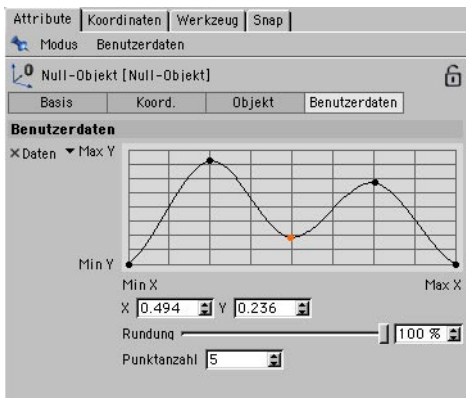 Attribute Koordinaten Werkzeug Snap
Modus Benutzerdaten
0 Null-Objekt [Null-Objekt]
Basis Koord. Objekt Benutzerdaten
Benutzerdaten
Daten Max Y
Min Y
Min X Max X
X 0.494 Y 0.236
Rundung 100 %
Punktanzahl 5